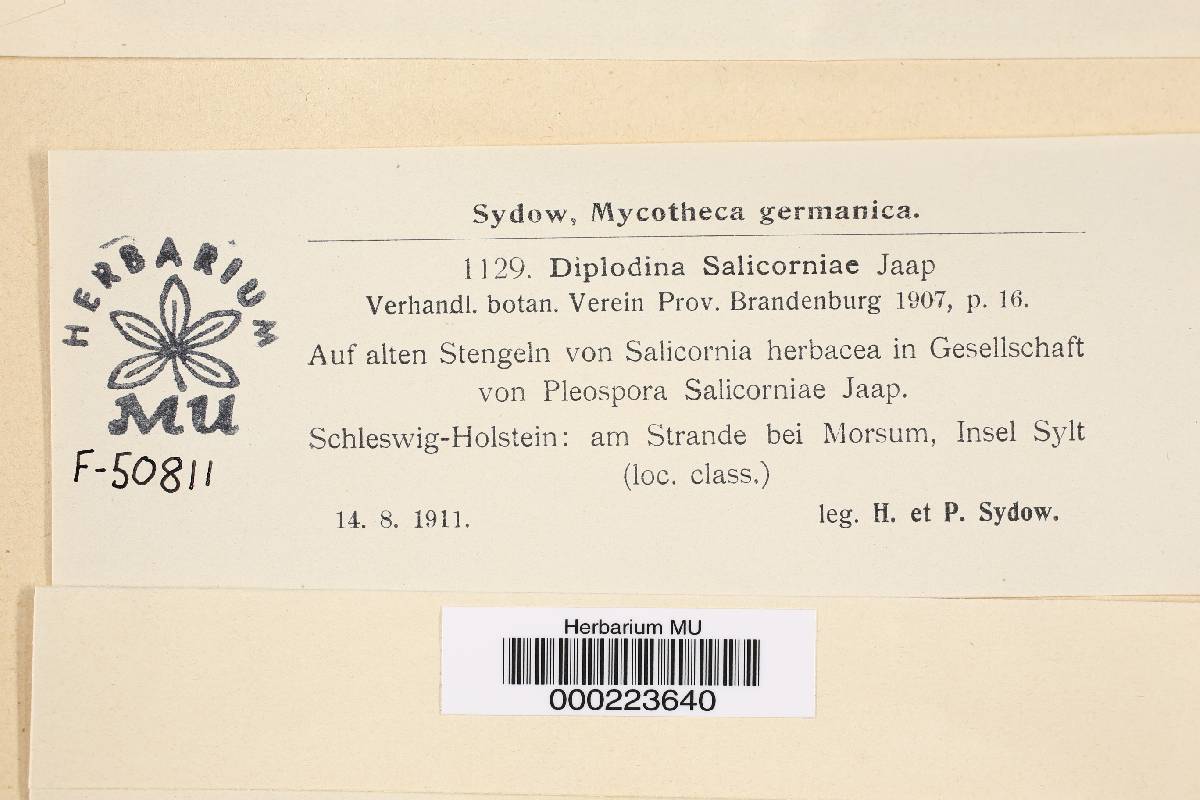 Sydow, Mycotheca germanica.
1129. Diplodina Salicorniae Jaap
Verhandl. botan. Verein Prov. Brandenburg 1907, p. 16.
Auf alten Stengeln von Salicornia herbacea in Gesellschaft
von Pleospora Salicorniae Jaap.
Schleswig-Holstein: am Strande bei Morsum, Insel Sylt
(loc. class.)
14. 8. 1911. leg. H. et P. Sydow.
HERBARIUM
MU
F-50811
Herbarium MU
000223640